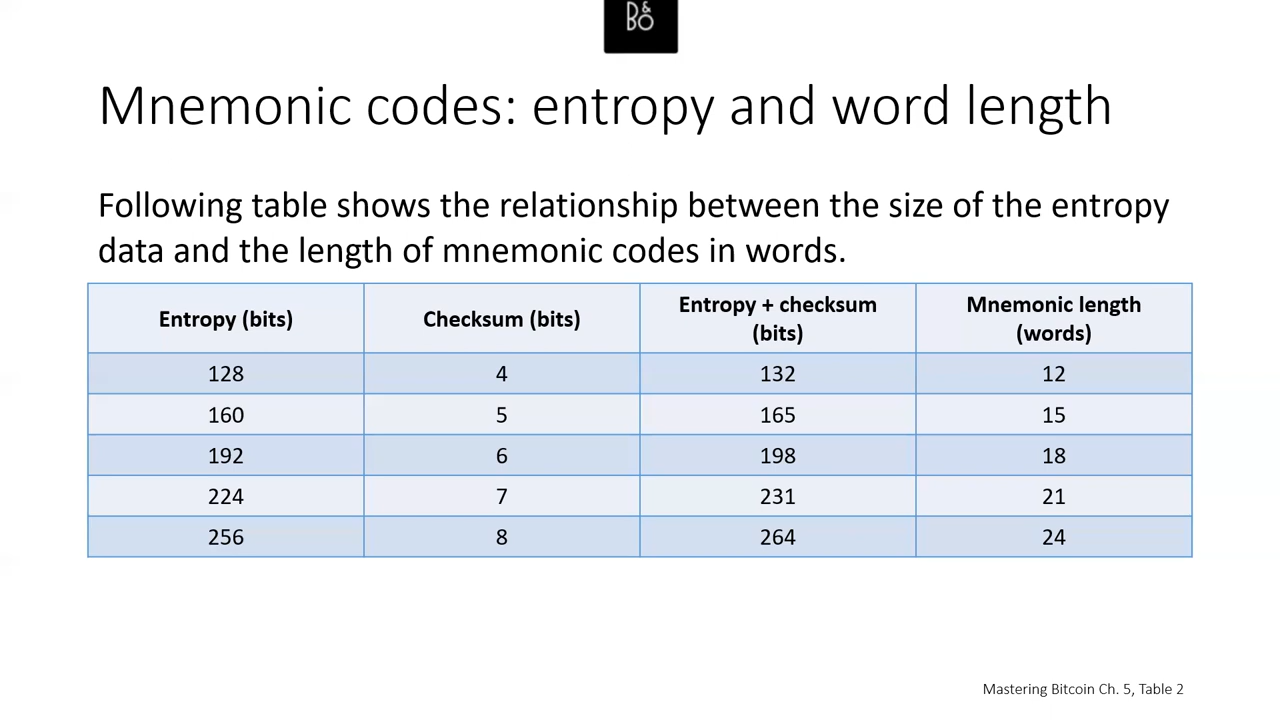 B&O
Mnemonic codes: entropy and word length
Following table shows the relationship between the size of the entropy
data and the length of mnemonic codes in words.
Entropy (bits) Checksum (bits) Entropy + checksum (bits) Mnemonic length (words)
128 4 132 12
160 5 165 15
192 6 198 18
224 7 231 21
256 8 264 24
Mastering Bitcoin Ch. 5, Table 2